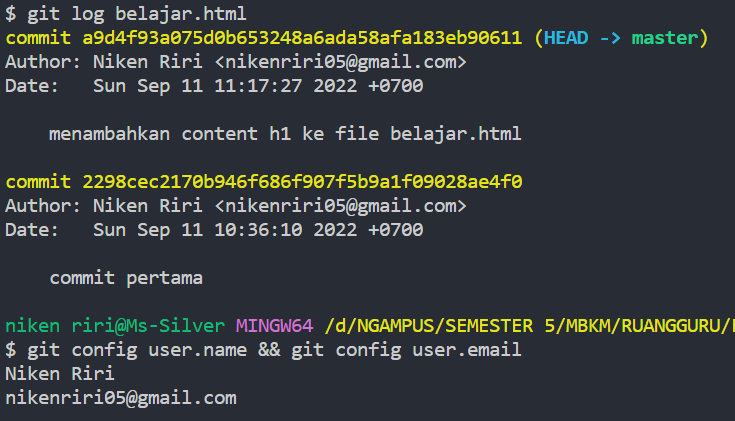 $ git log belajar.html
commit a9d4f93a075d0b653248a6ada58afa183eb90611 (HEAD -> master)
Author: Niken Riri <nikenriri05@gmail.com>
Date:   Sun Sep 11 11:17:27 2022 +0700
menambahkan content h1 ke file belajar.html
commit 2298cec2170b946f686f907f5b9a1f09028ae4f0
Author: Niken Riri <nikenriri05@gmail.com>
Date:   Sun Sep 11 10:36:10 2022 +0700
commit pertama
niken riri@Ms-Silver MINGW64 /d/NGAMPUS/SEMESTER 5/MBKM/RUANGGURU/
$ git config user.name && git config user.email
Niken Riri
nikenriri05@gmail.com